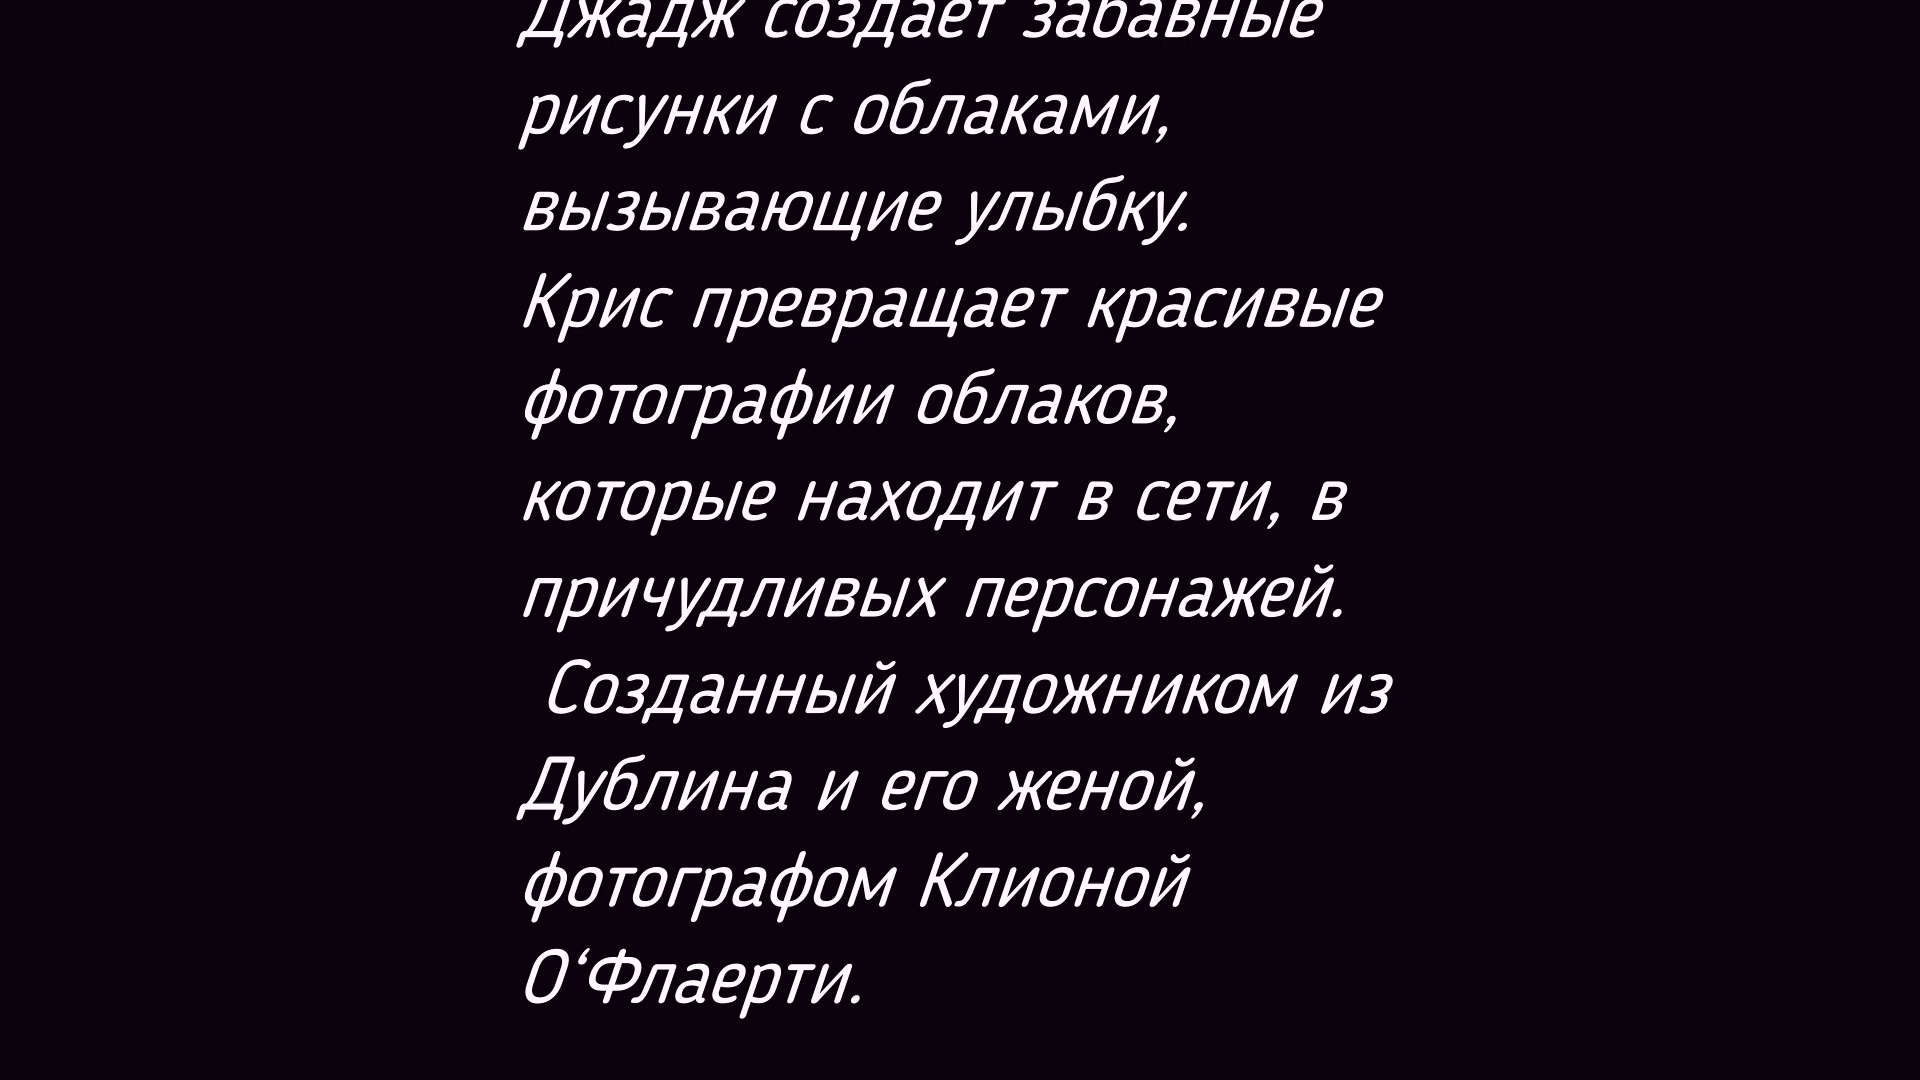 Джадж создает забавные
рисунки с облаками,
вызывающие улыбку.
Крис превращает красивые
фотографии облаков,
которые находит в сети, в
причудливых персонажей.
Созданный художником из
Дублина и его женой,
фотографом Клионой
О‘Флаерти.